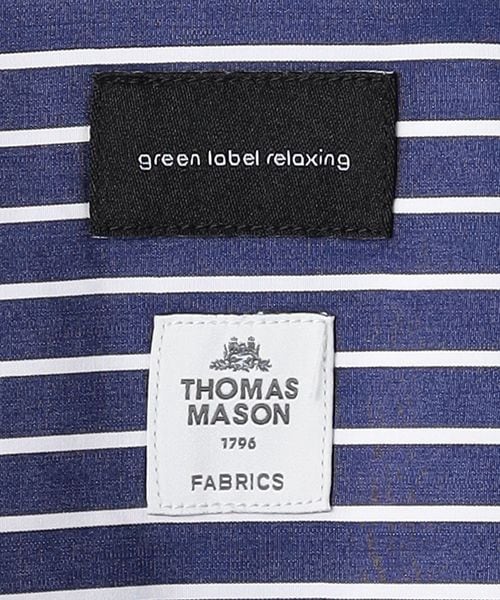 green label relaxing
THOMAS
MASON
1796
FABRICS